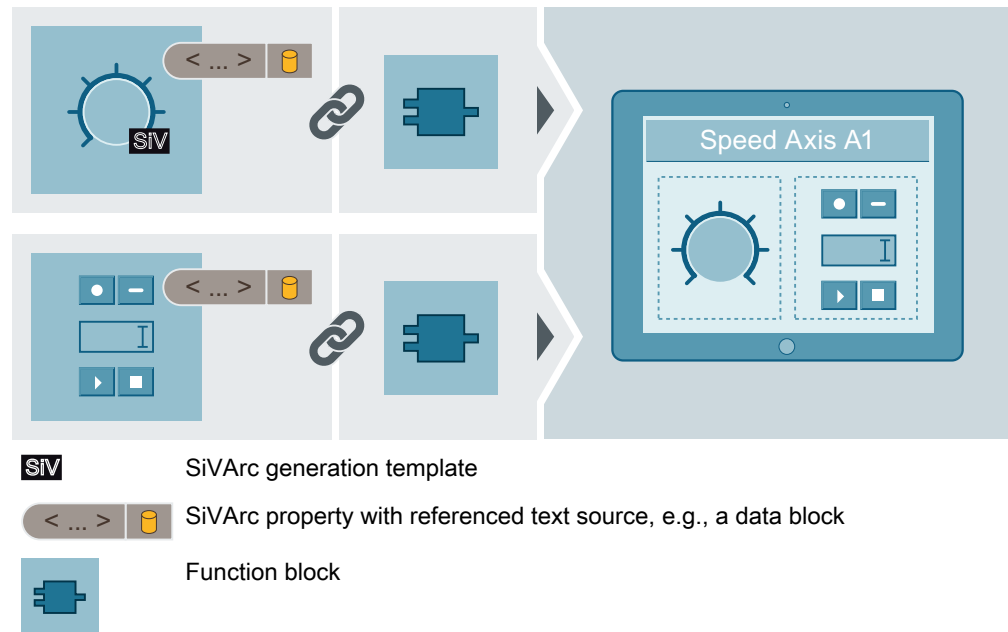 < ... >
SiV
Speed Axis A1
< ... >
SiV SiVArc generation template
< ... > SiVArc property with referenced text source, e.g., a data block
Function block